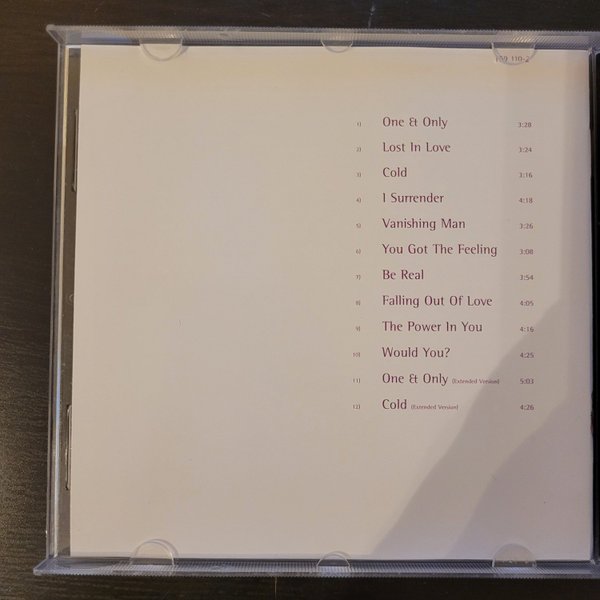 110-2
1) One & Only 3:28
2) Lost In Love 3:24
3) Cold 3:16
4) I Surrender 4:18
5) Vanishing Man 3:26
6) You Got The Feeling 3:08
7) Be Real 3:54
8) Falling Out Of Love 4:05
9) The Power In You 4:16
10) Would You? 4:25
11) One & Only (Extended Version) 5:03
12) Cold (Extended Version) 4:26